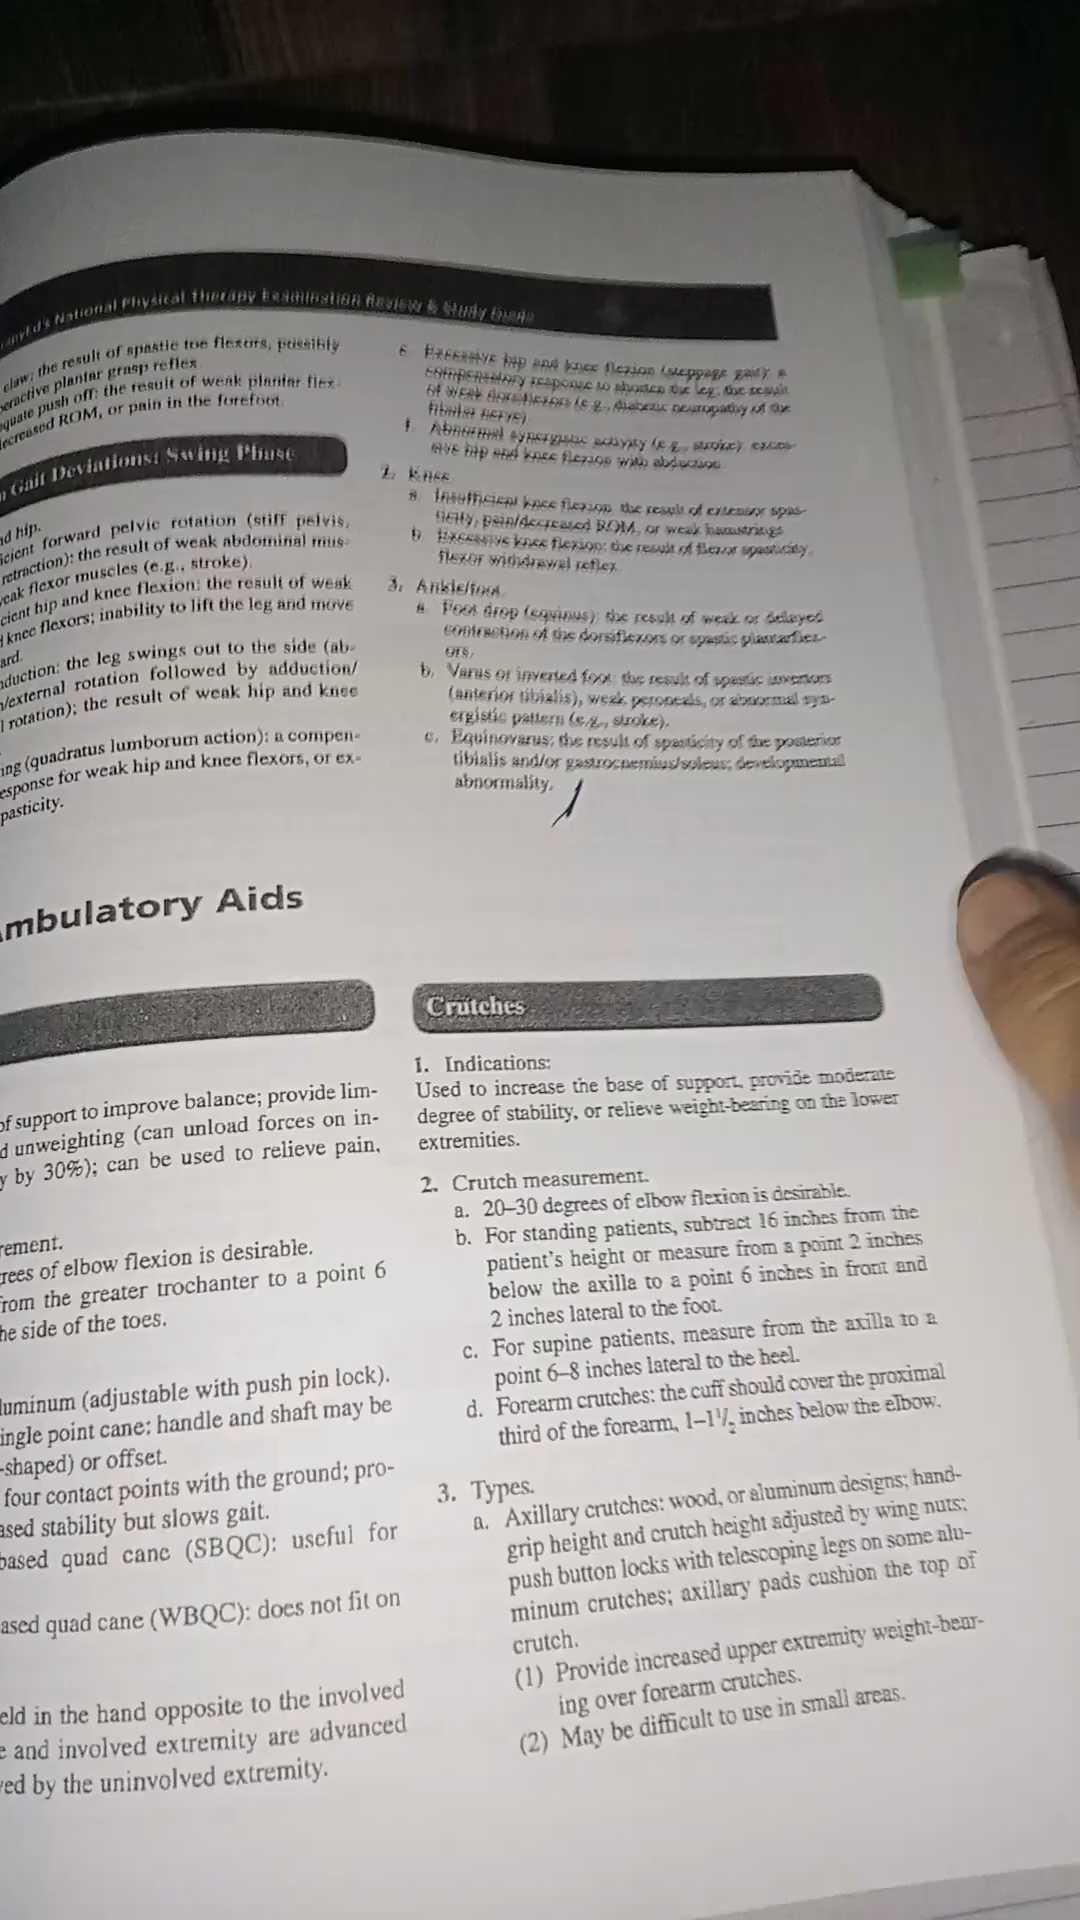 National Physical Therapy Examination Review & Study Guide
claw: the result of spastic toe flexors, possibly
plantar grasp reflex
push off: the result of weak plantar flex-
ROM, or pain in the forefoot.
Gait Deviations: Swing Phase
hip.
forward pelvic rotation (stiff pelvis,
retraction): the result of weak abdominal mus-
flexor muscles (e.g., stroke).
hip and knee flexion: the result of weak
knee flexors; inability to lift the leg and move
the leg swings out to the side (ab-
external rotation followed by adduction/
rotation); the result of weak hip and knee
(quadratus lumborum action): a compen-
for weak hip and knee flexors, or ex-
Ambulatory Aids
of support to improve balance; provide lim-
unweighting (can unload forces on in-
by 30%); can be used to relieve pain,
of elbow flexion is desirable.
from the greater trochanter to a point 6
side of the toes.
(adjustable with push pin lock).
point cane: handle and shaft may be
-shaped) or offset.
four contact points with the ground; pro-
stability but slows gait.
based quad cane (SBQC): useful for
quad cane (WBQC): does not fit on
in the hand opposite to the involved
and involved extremity are advanced
by the uninvolved extremity.
e. Excessive hip and knee flexion (steppage gait): a
compensatory response to shorten the leg; the result
of weak dorsiflexors (e.g., diabetic neuropathy of the
fibular nerve)
f. Abnormal synergistic activity (e.g., stroke): exces-
sive hip and knee flexion with abduction.
2. Knee.
a. Insufficient knee flexion: the result of extensor spas-
ticity, pain/decreased ROM, or weak hamstrings.
b. Excessive knee flexion: the result of flexor spasticity,
flexor withdrawal reflex
3. Ankle/foot.
a. Foot drop (equinus): the result of weak or delayed
contraction of the dorsiflexors or spastic plantarflex-
ors.
b. Varus or inverted foot: the result of spastic invertors
(anterior tibialis), weak peroneals, or abnormal syn-
ergistic pattern (e.g., stroke).
c. Equinovarus: the result of spasticity of the posterior
tibialis and/or gastrocnemius/soleus; developmental
abnormality.
Crutches
1. Indications:
Used to increase the base of support, provide moderate
degree of stability, or relieve weight-bearing on the lower
extremities.
2. Crutch measurement.
a. 20–30 degrees of elbow flexion is desirable.
b. For standing patients, subtract 16 inches from the
patient's height or measure from a point 2 inches
below the axilla to a point 6 inches in front and
2 inches lateral to the foot.
c. For supine patients, measure from the axilla to a
point 6–8 inches lateral to the heel.
d. Forearm crutches: the cuff should cover the proximal
third of the forearm, 1–1½ inches below the elbow.
3. Types.
a. Axillary crutches: wood, or aluminum designs; hand-
grip height and crutch height adjusted by wing nuts;
push button locks with telescoping legs on some alu-
minum crutches; axillary pads cushion the top of
crutch.
(1) Provide increased upper extremity weight-bear-
ing over forearm crutches.
(2) May be difficult to use in small areas.